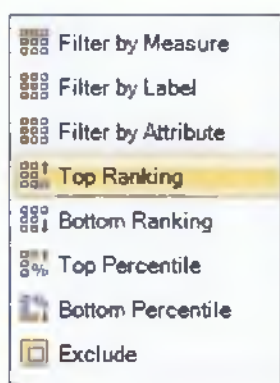 Filter by Measure
Filter by Label
Filter by Attribute
Top Ranking
Bottom Ranking
Top Percentile
Bottom Percentile
Exclude